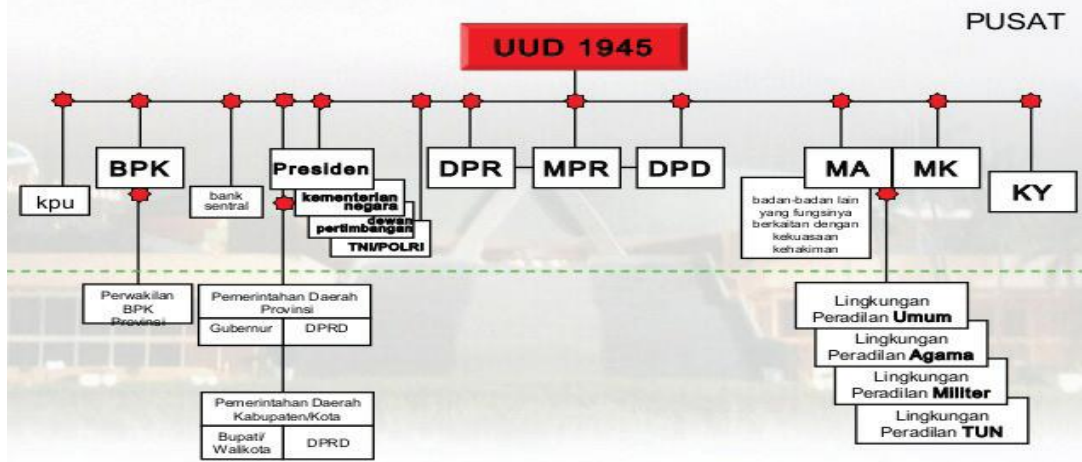 PUSAT
UUD 1945
kpu
BPK
bank
sentral
Presiden
kementerian
negara
dewan
pertimbangan
TNI/POLRI
DPR
MPR
DPD
MA
MK
KY
badan-badan lain
yang fungsinya
berkaitan dengan
kekuasaan
kehakiman
Perwakilan
BPK
Provinsi
Pemerintahan Daerah
Provinsi
Gubernur
DPRD
Pemerintahan Daerah
Kabupaten/Kota
Bupati/
Walikota
DPRD
Lingkungan
Peradilan Umum
Lingkungan
Peradilan Agama
Lingkungan
Peradilan Militer
Lingkungan
Peradilan TUN